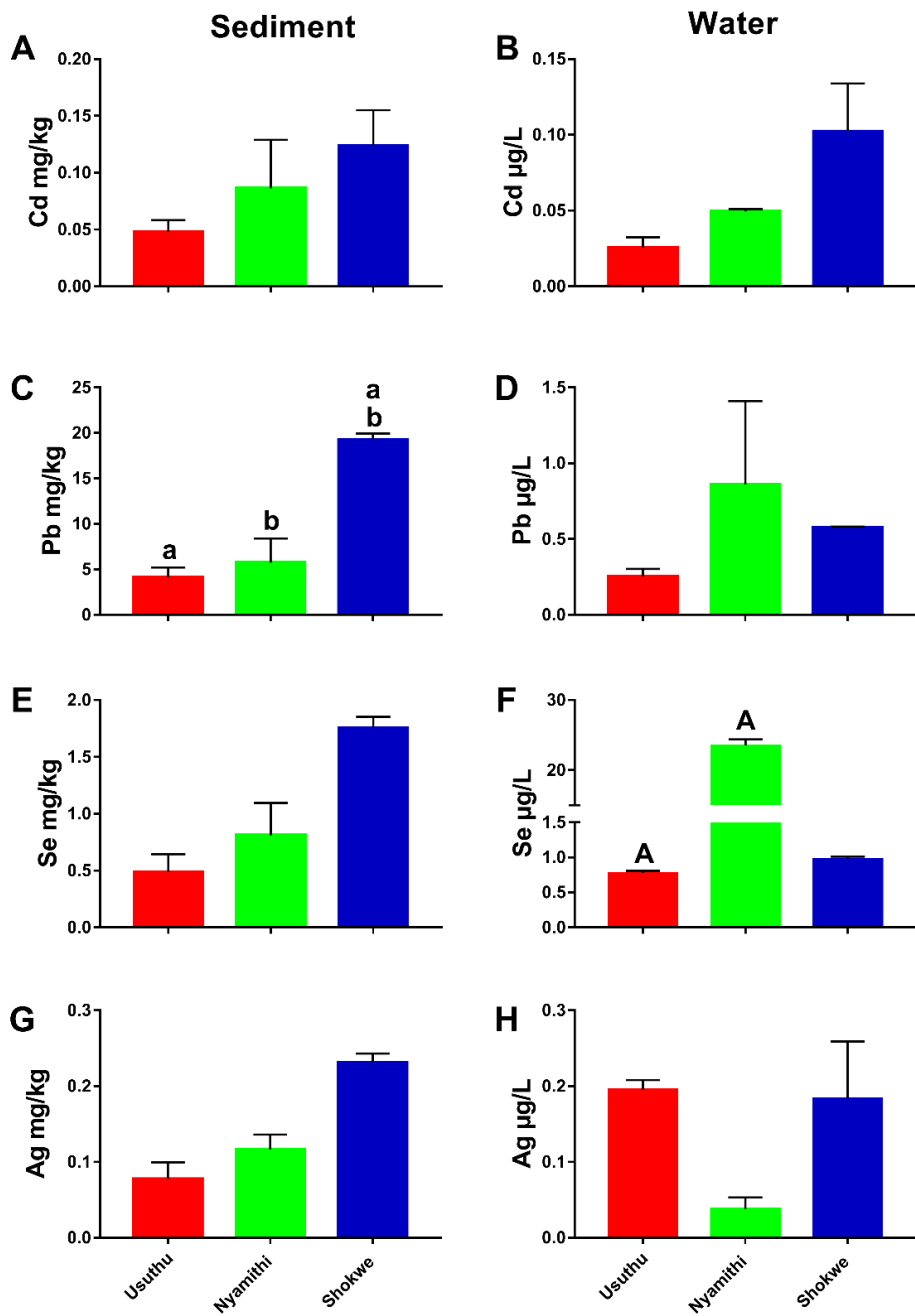 Sediment
Water
A
Cd mg/kg
0.20
0.15
0.10
0.05
0.00
B
Cd µg/L
0.15
0.10
0.05
0.00
C
Pb mg/kg
25
20
15
10
5
0
a
b
a
b
D
Pb µg/L
1.5
1.0
0.5
0.0
E
Se mg/kg
2.0
1.5
1.0
0.5
0.0
F
Se µg/L
30
20
1.5
1.0
0.5
0.0
A
A
G
Ag mg/kg
0.3
0.2
0.1
0.0
Usuthu
Nyamithi
Shokwe
H
Ag µg/L
0.3
0.2
0.1
0.0
Usuthu
Nyamithi
Shokwe